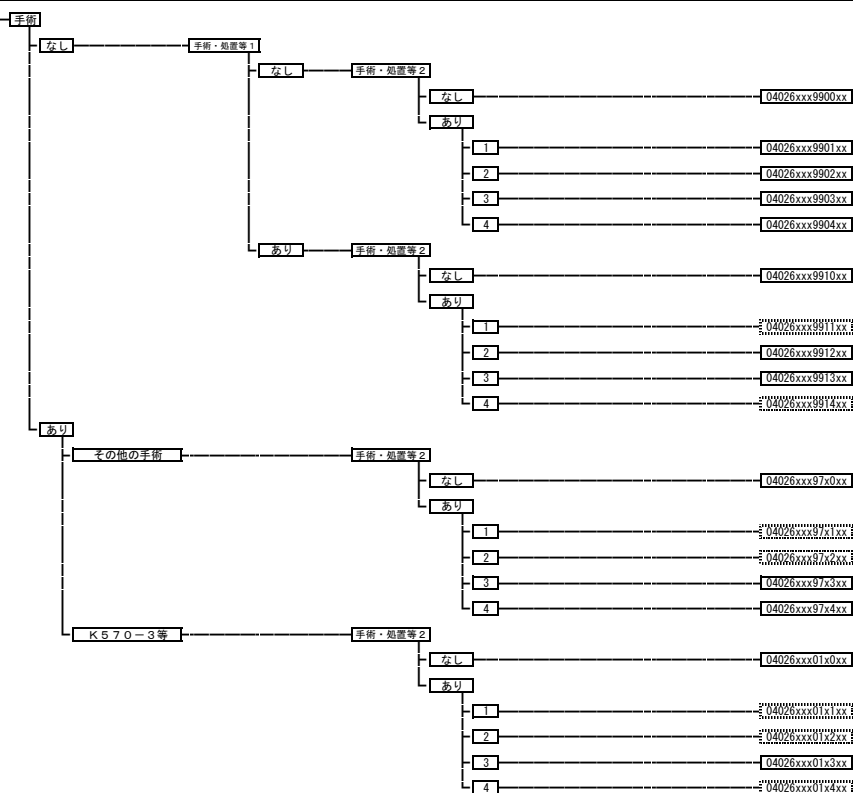 手術
なし 手術・処置等1
なし 手術・処置等2
なし 04026xxx9900xx
あり
1 04026xxx9901xx
2 04026xxx9902xx
3 04026xxx9903xx
4 04026xxx9904xx
あり 手術・処置等2
なし 04026xxx9910xx
あり
1 04026xxx9911xx
2 04026xxx9912xx
3 04026xxx9913xx
4 04026xxx9914xx
あり
その他の手術 手術・処置等2
なし 04026xxx97x0xx
あり
1 04026xxx97x1xx
2 04026xxx97x2xx
3 04026xxx97x3xx
4 04026xxx97x4xx
K570-3等 手術・処置等2
なし 04026xxx01x0xx
あり
1 04026xxx01x1xx
2 04026xxx01x2xx
3 04026xxx01x3xx
4 04026xxx01x4xx